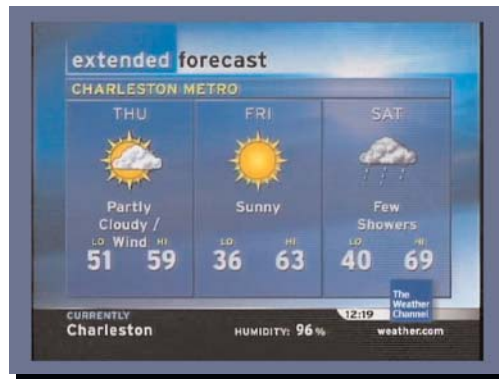 extended forecast
CHARLESTON METRO
THU FRI SAT
Partly Sunny Few
Cloudy / Showers
Wind
LO HI LO HI LO HI
51 59 36 63 40 69
The
Weather
Channel
CURRENTLY 12:19
Charleston HUMIDITY: 96% weather.com